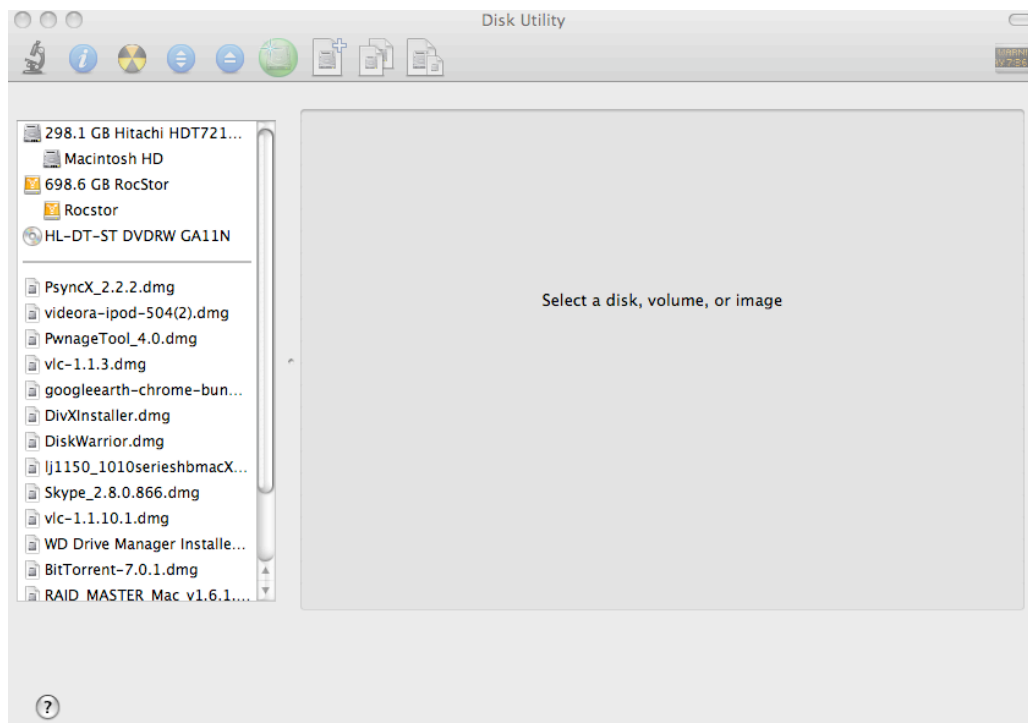 Disk Utility
298.1 GB Hitachi HDT721...
Macintosh HD
698.6 GB RocStor
Rocstor
HL-DT-ST DVDRW GA11N
PsyncX_2.2.2.dmg
videora-ipod-504(2).dmg
PwnageTool_4.0.dmg
vlc-1.1.3.dmg
googleearth-chrome-bun...
DivXInstaller.dmg
DiskWarrior.dmg
lj1150_1010serieshbmacX...
Skype_2.8.0.866.dmg
vlc-1.1.10.1.dmg
WD Drive Manager Installe...
BitTorrent-7.0.1.dmg
RAID_MASTER_Mac_v1.6.1....
Select a disk, volume, or image
?